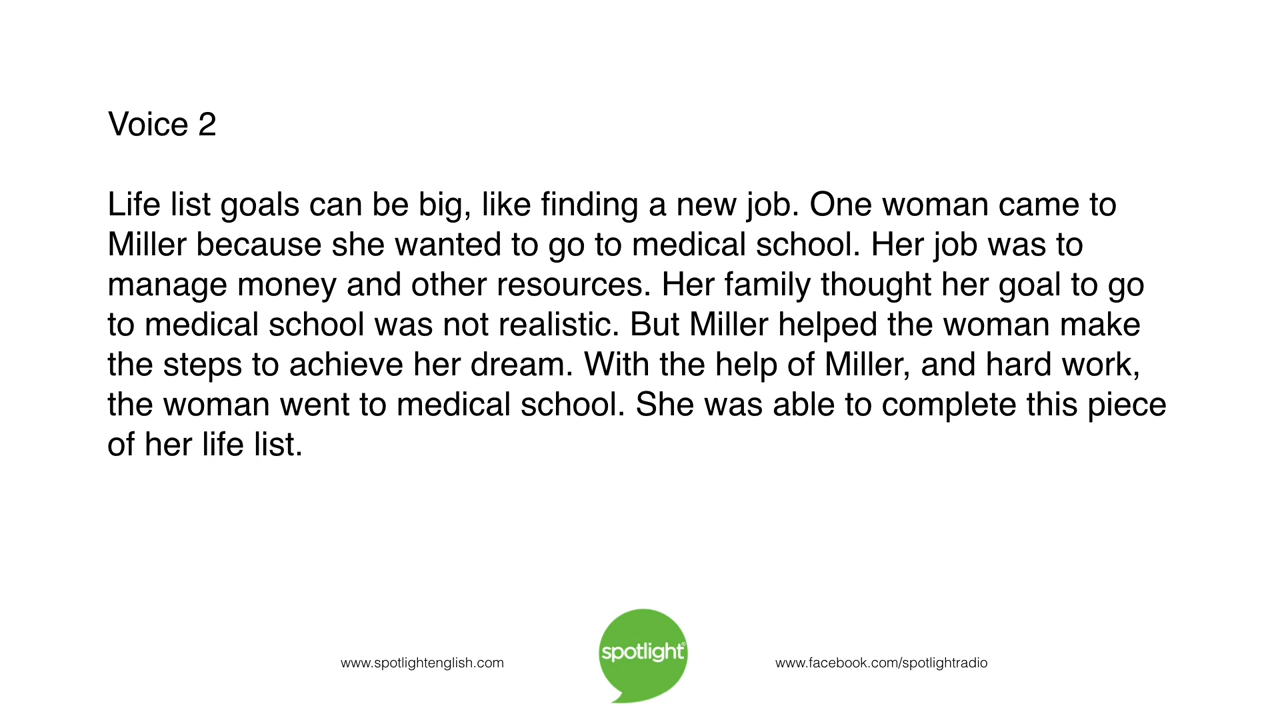 Voice 2
Life list goals can be big, like finding a new job. One woman came to
Miller because she wanted to go to medical school. Her job was to
manage money and other resources. Her family thought her goal to go
to medical school was not realistic. But Miller helped the woman make
the steps to achieve her dream. With the help of Miller, and hard work,
the woman went to medical school. She was able to complete this piece
of her life list.
www.spotlightenglish.com
spotlight®
www.facebook.com/spotlightradio